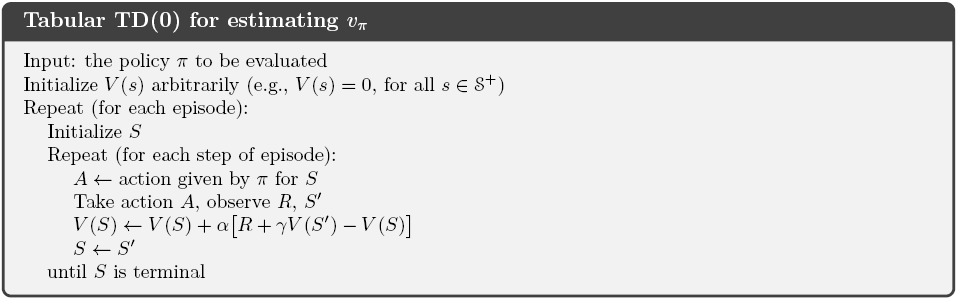 Tabular TD(0) for estimating vπ
Input: the policy π to be evaluated
Initialize V(s) arbitrarily (e.g., V(s) = 0, for all s ∈ 𝒮⁺)
Repeat (for each episode):
Initialize S
Repeat (for each step of episode):
A ← action given by π for S
Take action A, observe R, S′
V(S) ← V(S) + α[R + γV(S′) − V(S)]
S ← S′
until S is terminal